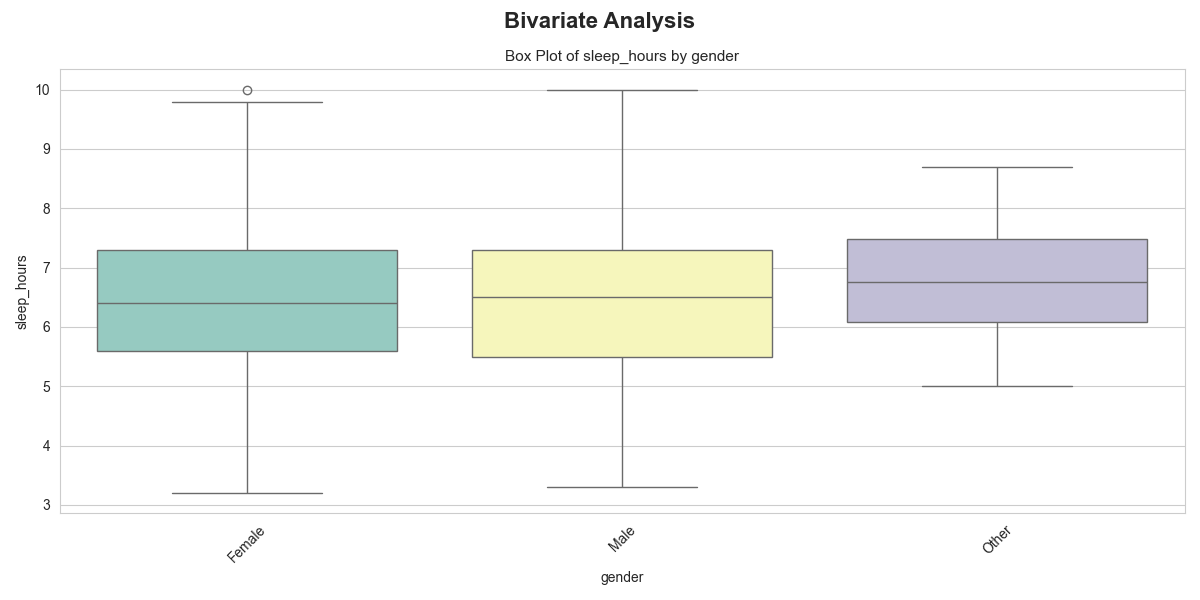 Bivariate Analysis
Box Plot of sleep_hours by gender
sleep_hours
10
9
8
7
6
5
4
3
Female
Male
Other
gender